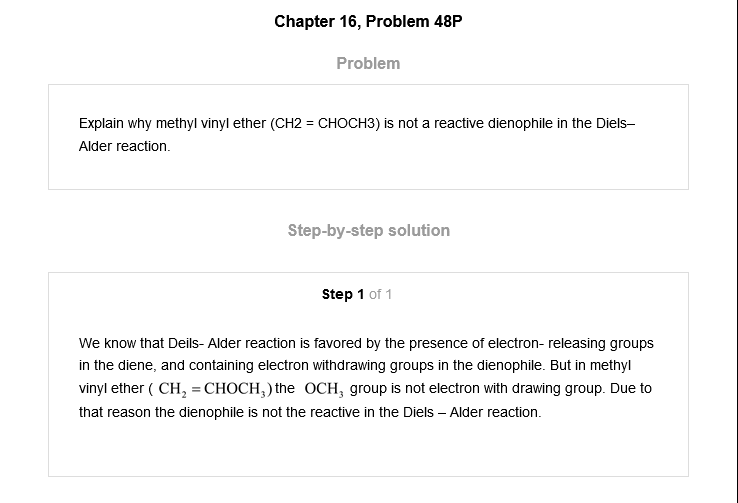 Chapter 16, Problem 48P
Problem
Explain why methyl vinyl ether (CH2 = CHOCH3) is not a reactive dienophile in the Diels–
Alder reaction.
Step-by-step solution
Step 1 of 1
We know that Deils- Alder reaction is favored by the presence of electron- releasing groups
in the diene, and containing electron withdrawing groups in the dienophile. But in methyl
vinyl ether ( CH₂ = CHOCH₃) the OCH₃ group is not electron with drawing group. Due to
that reason the dienophile is not the reactive in the Diels – Alder reaction.